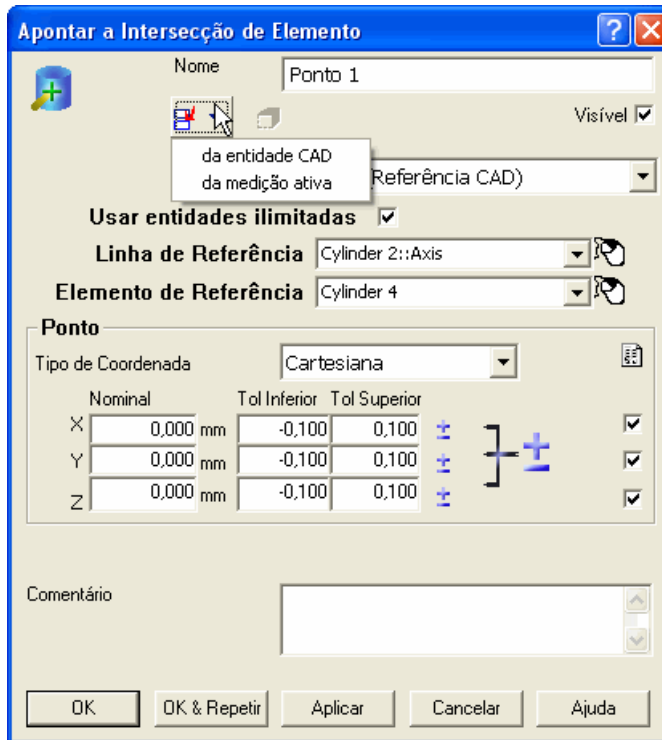 Apontar a Intersecção de Elemento
Nome Ponto 1
Visível
da entidade CAD
da medição ativa
(Referência CAD)
Usar entidades ilimitadas
Linha de Referência Cylinder 2::Axis
Elemento de Referência Cylinder 4
Ponto
Tipo de Coordenada Cartesiana
Nominal Tol Inferior Tol Superior
X 0,000 mm -0,100 0,100
Y 0,000 mm -0,100 0,100
Z 0,000 mm -0,100 0,100
Comentário
OK OK & Repetir Aplicar Cancelar Ajuda